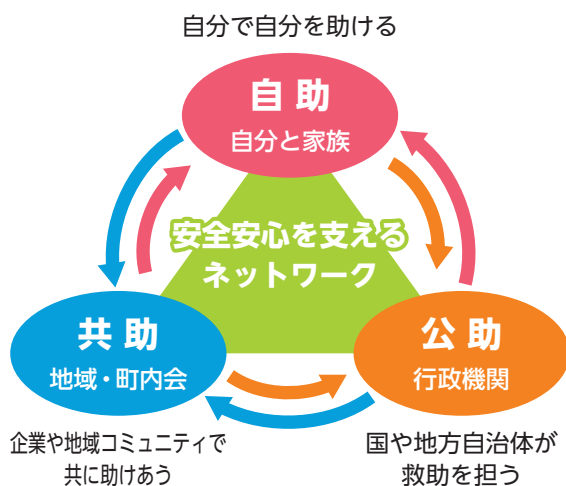 自分で自分を助ける
自 助
自分と家族
安全安心を支える
ネットワーク
共 助
地域・町内会
公 助
行政機関
企業や地域コミュニティで
共に助けあう
国や地方自治体が
救助を担う